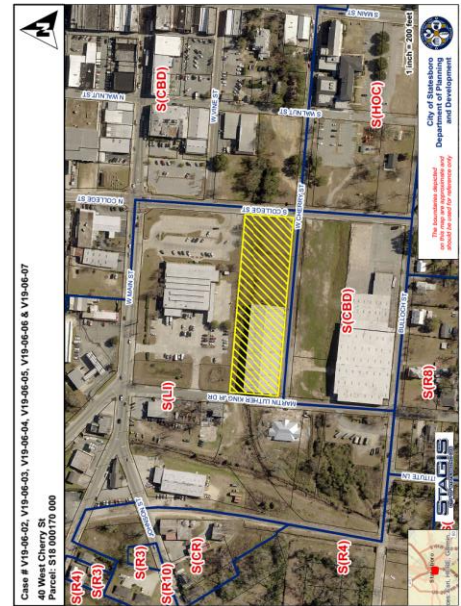 Case # V19-06-02, V19-06-03, V19-06-04, V19-06-05, V19-06-06 & V19-06-07
40 West Cherry St
Parcel: S18 000170 000
N
S(R4)
S(R3)
S(R3)
S(R10)
S(CR)
S(R4)
S(LI)
S(CBD)
S(CBD)
S(HOC)
S(R8)
JOHNSON ST
W MAIN ST
N COLLEGE ST
S COLLEGE ST
N WALNUT ST
S WALNUT ST
W VINE ST
S MAIN ST
W CHERRY ST
MARTIN LUTHER KING JR DR
BULLOCH ST
STAGIS
1 inch = 200 feet
The boundaries depicted
on this map are approximate and
should be used for reference only
City of Statesboro
Department of Planning
and Development